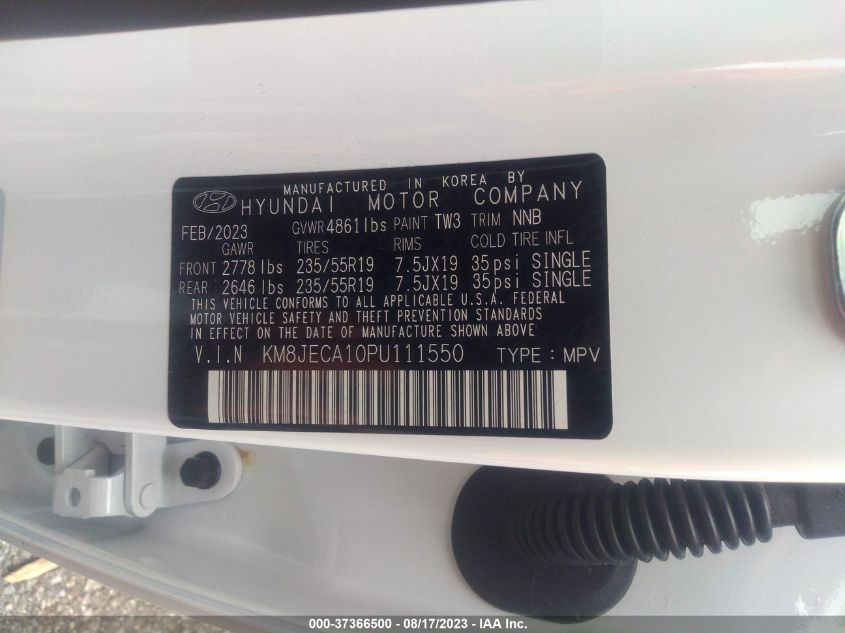 MANUFACTURED IN KOREA BY
HYUNDAI MOTOR COMPANY
FEB/2023 GVWR 4861lbs PAINT TW3 TRIM NNB
GAWR TIRES RIMS COLD TIRE INFL
FRONT 2778 lbs 235/55R19 7.5JX19 35psi SINGLE
REAR 2646 lbs 235/55R19 7.5JX19 35psi SINGLE
THIS VEHICLE CONFORMS TO ALL APPLICABLE U.S.A. FEDERAL
MOTOR VEHICLE SAFETY AND THEFT PREVENTION STANDARDS
IN EFFECT ON THE DATE OF MANUFACTURE SHOWN ABOVE
V.I.N KM8JECA10PU111550 TYPE : MPV
000-37366500 - 08/17/2023 - IAA Inc.